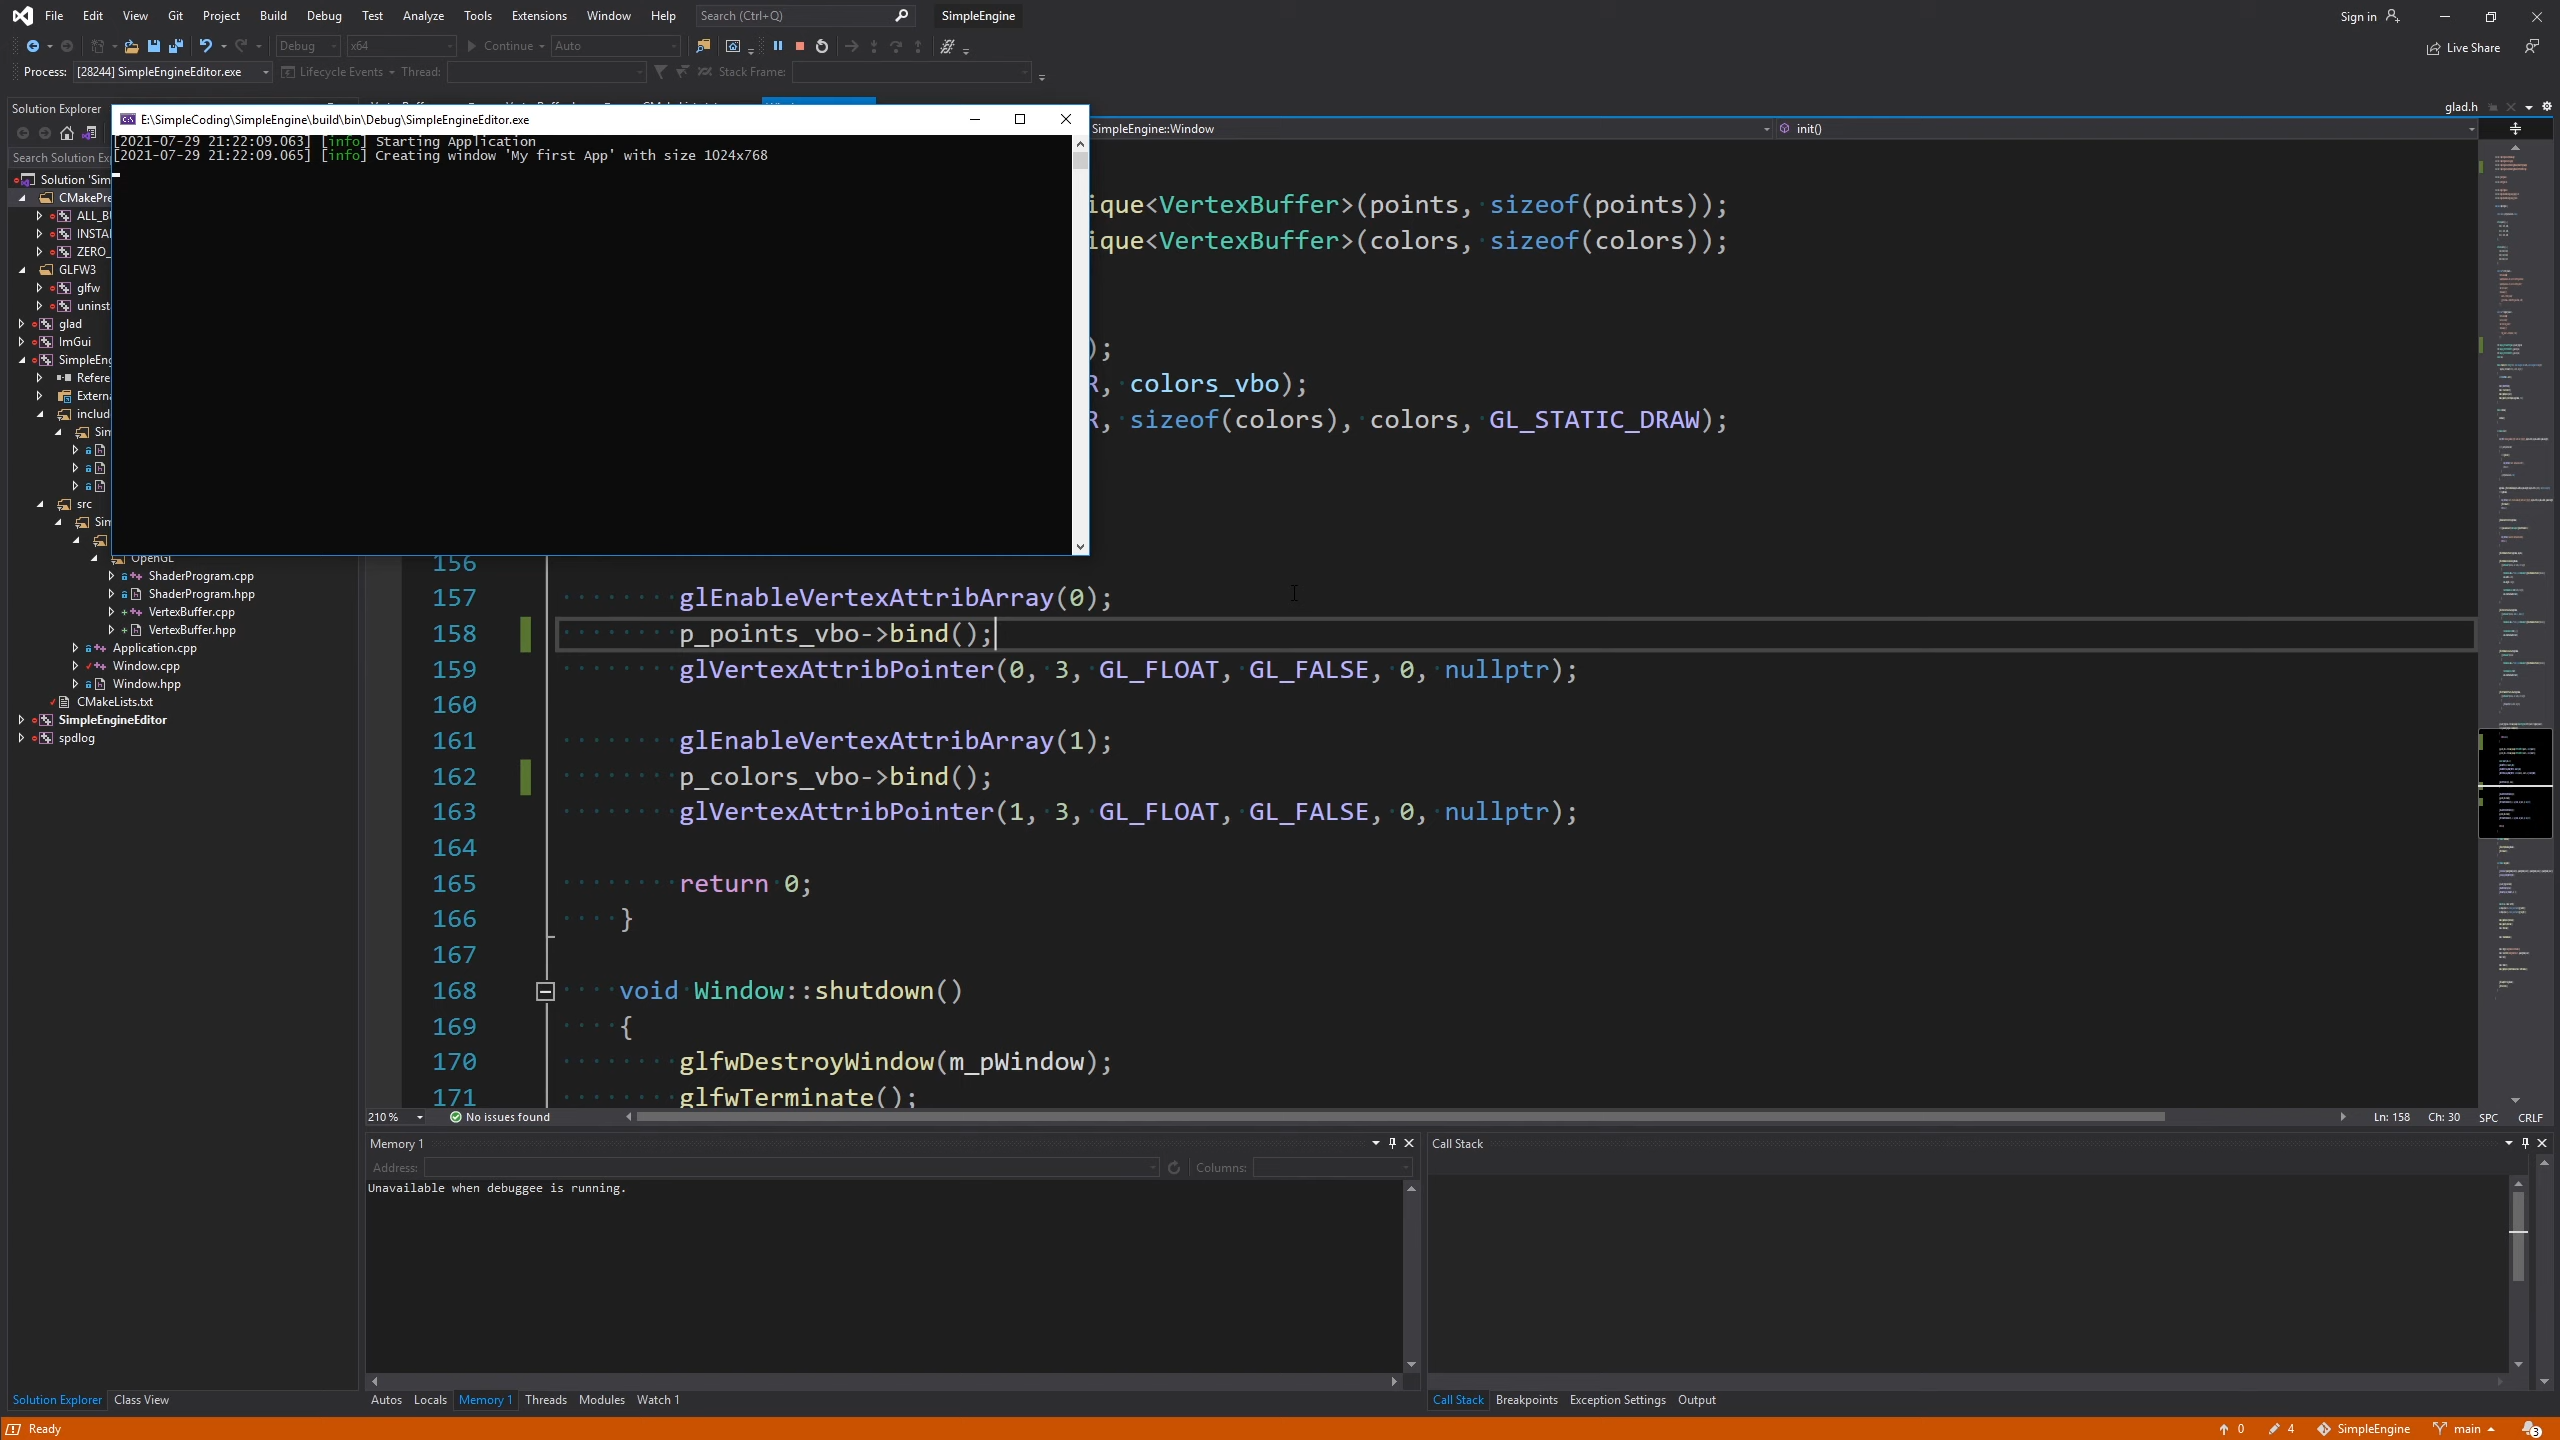 File Edit View Git Project Build Debug Test Analyze Tools Extensions Window Help Search (Ctrl+Q) SimpleEngine Sign in
Debug x64 Continue Auto Live Share
Process: [28244] SimpleEngineEditor.exe Lifecycle Events Thread: Stack Frame:
Solution Explorer
glad.h
E:\SimpleCoding\SimpleEngine\build\bin\Debug\SimpleEngineEditor.exe
SimpleEngine::Window init()
[2021-07-29 21:22:09.063] [info] Starting Application
[2021-07-29 21:22:09.065] [info] Creating window 'My first App' with size 1024x768
Search Solution Exp
Solution 'Sim
CMakePre
ALL_BU
INSTAL
ZERO_
GLFW3
glfw
uninst
glad
ImGui
SimpleEng
Refere
Externa
includ
Sim
src
Sim
OpenGL
ShaderProgram.cpp
ShaderProgram.hpp
VertexBuffer.cpp
VertexBuffer.hpp
Application.cpp
Window.cpp
Window.hpp
CMakeLists.txt
SimpleEngineEditor
spdlog
ique<VertexBuffer>(points, sizeof(points));
ique<VertexBuffer>(colors, sizeof(colors));
);
R, colors_vbo);
R, sizeof(colors), colors, GL_STATIC_DRAW);
156
157 glEnableVertexAttribArray(0);
158 p_points_vbo->bind();
159 glVertexAttribPointer(0, 3, GL_FLOAT, GL_FALSE, 0, nullptr);
160
161 glEnableVertexAttribArray(1);
162 p_colors_vbo->bind();
163 glVertexAttribPointer(1, 3, GL_FLOAT, GL_FALSE, 0, nullptr);
164
165 return 0;
166 }
167
168 void Window::shutdown()
169 {
170 glfwDestroyWindow(m_pWindow);
171 glfwTerminate();
210 % No issues found Ln: 158 Ch: 30 SPC CRLF
Memory 1
Address: Columns:
Unavailable when debuggee is running.
Call Stack
Solution Explorer Class View
Autos Locals Memory 1 Threads Modules Watch 1
Call Stack Breakpoints Exception Settings Output
Ready 0 4 SimpleEngine main 3